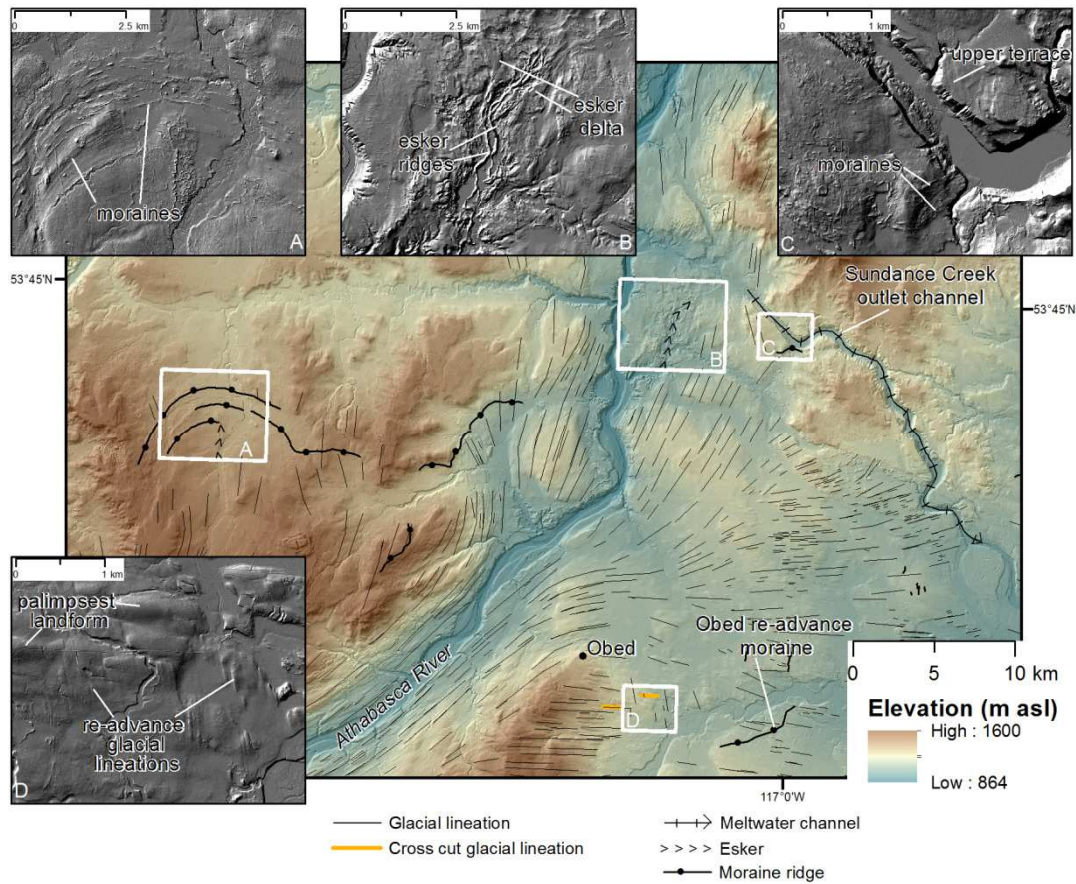 0 2.5 km
moraines
A
0 2.5 km
esker
delta
esker
ridges
B
0 1 km
upper terrace
moraines
C
53°45'N
53°45'N
Sundance Creek
outlet channel
A
B
C
0 1 km
palimpsest
landform
re-advance
glacial
lineations
D
Athabasca River
Obed
D
Obed re-advance
moraine
0 5 10 km
Elevation (m asl)
High : 1600
Low : 864
117°0'W
Glacial lineation
Cross cut glacial lineation
Meltwater channel
Esker
Moraine ridge